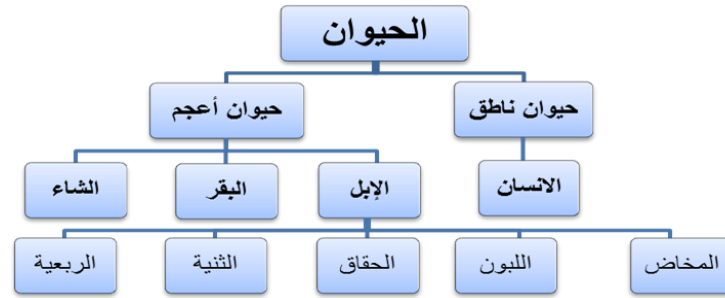 الحيوان
حيوان ناطق
حيوان أعجم
الانسان
الإبل
البقر
الشاء
المخاض
اللبون
الحقاق
الثنية
الربعية